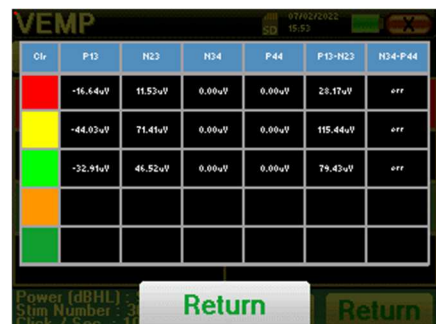 VEMP
07/02/2022
SD 15:53
Clr P13 N23 N34 P44 P13-N23 N34-P44
-16.64uV 11.53uV 0.00uV 0.00uV 28.17uV err
-44.03uV 71.41uV 0.00uV 0.00uV 115.44uV err
-32.91uV 46.52uV 0.00uV 0.00uV 79.43uV err
Power (dBHL) :
Stim Number :
Click / Sec :
Return
Return